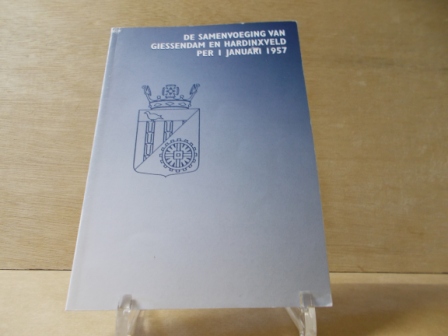 DE SAMENVOEGING VAN
GIESSENDAM EN HARDINXVELD
PER 1 JANUARI 1957